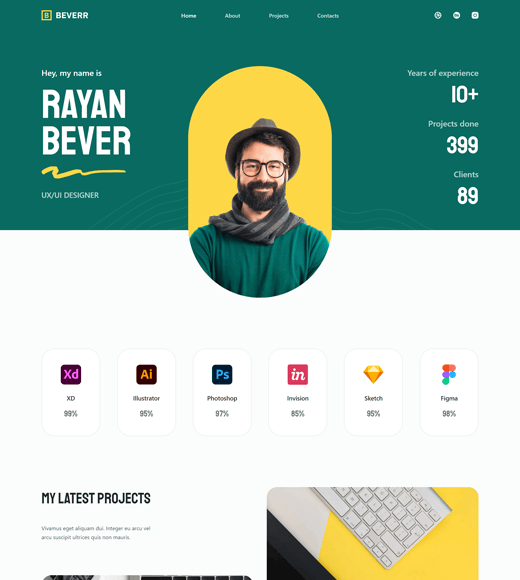 B BEVERR
Home About Projects Contacts
Hey, my name is
RAYAN
BEVER
UX/UI DESIGNER
Years of experience
10+
Projects done
399
Clients
89
Xd
XD
99%
Ai
Illustrator
95%
Ps
Photoshop
97%
in
Invision
85%
Sketch
95%
Figma
98%
MY LATEST PROJECTS
Vivamus eget aliquam dui. Integer eu arcu vel
arcu suscipit ultrices quis non mauris.